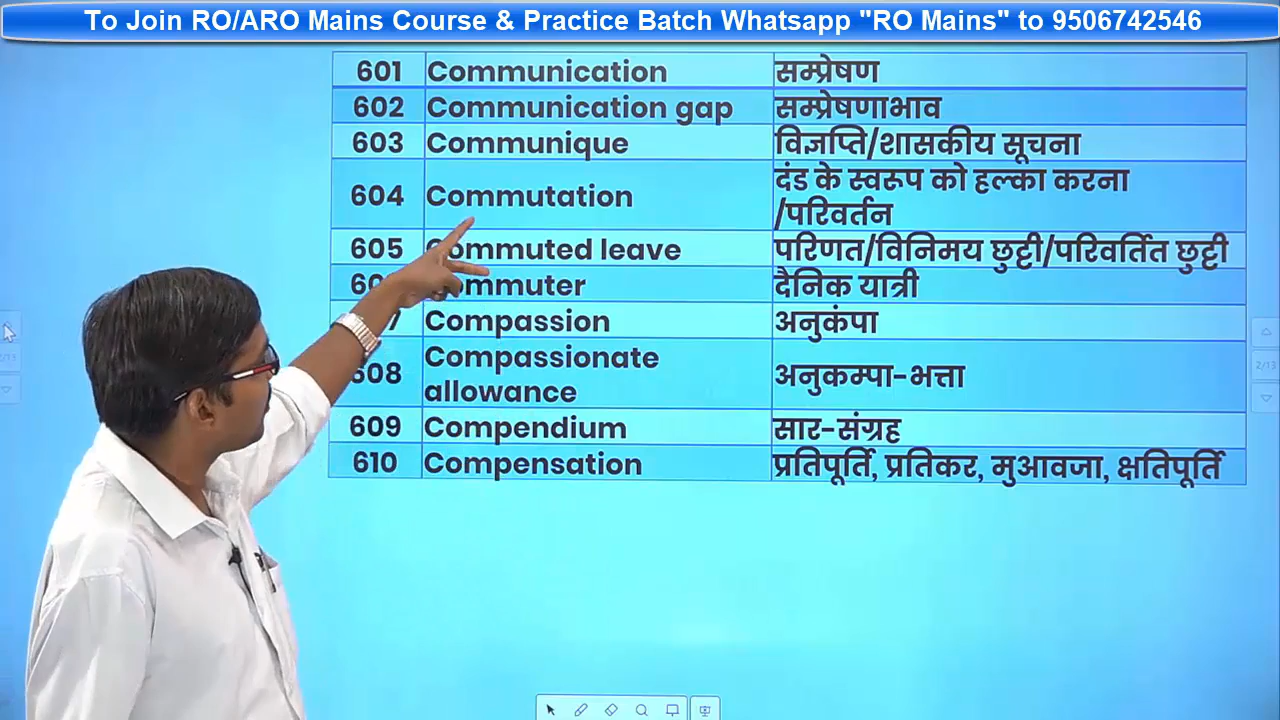 To Join RO/ARO Mains Course & Practice Batch Whatsapp "RO Mains" to 9506742546
601 Communication सम्प्रेषण
602 Communication gap सम्प्रेषणाभाव
603 Communique विज्ञप्ति/शासकीय सूचना
604 Commutation दंड के स्वरूप को हल्का करना
/परिवर्तन
605 Commuted leave परिणत/विनिमय छुट्टी/परिवर्तित छुट्टी
दैनिक यात्री
Compassion अनुकंपा
608 Compassionate
allowance अनुकम्पा-भत्ता
609 Compendium सार-संग्रह
610 Compensation प्रतिपूर्ति, प्रतिकर, मुआवजा, क्षतिपूर्ति
2/13